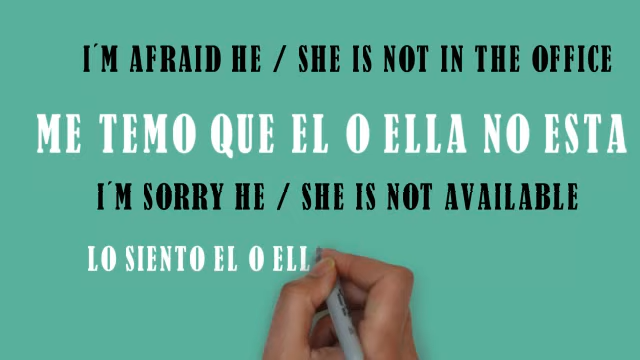 I´M AFRAID HE / SHE IS NOT IN THE OFFICE
ME TEMO QUE EL O ELLA NO ESTA
I´M SORRY HE / SHE IS NOT AVAILABLE
LO SIENTO EL O ELL